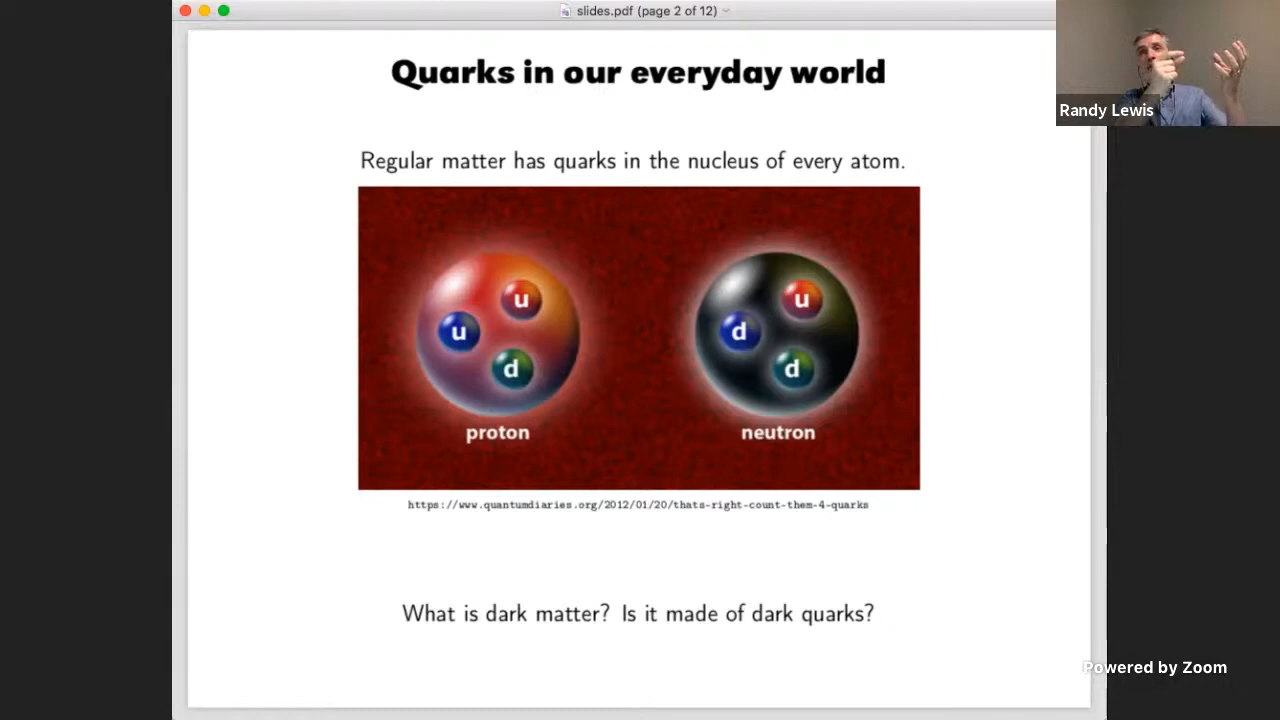 slides.pdf (page 2 of 12)
Quarks in our everyday world
Randy Lewis
Regular matter has quarks in the nucleus of every atom.
u
u
d
proton
u
d
d
neutron
https://www.quantumdiaries.org/2012/01/20/thats-right-count-them-4-quarks
What is dark matter? Is it made of dark quarks?
Powered by Zoom